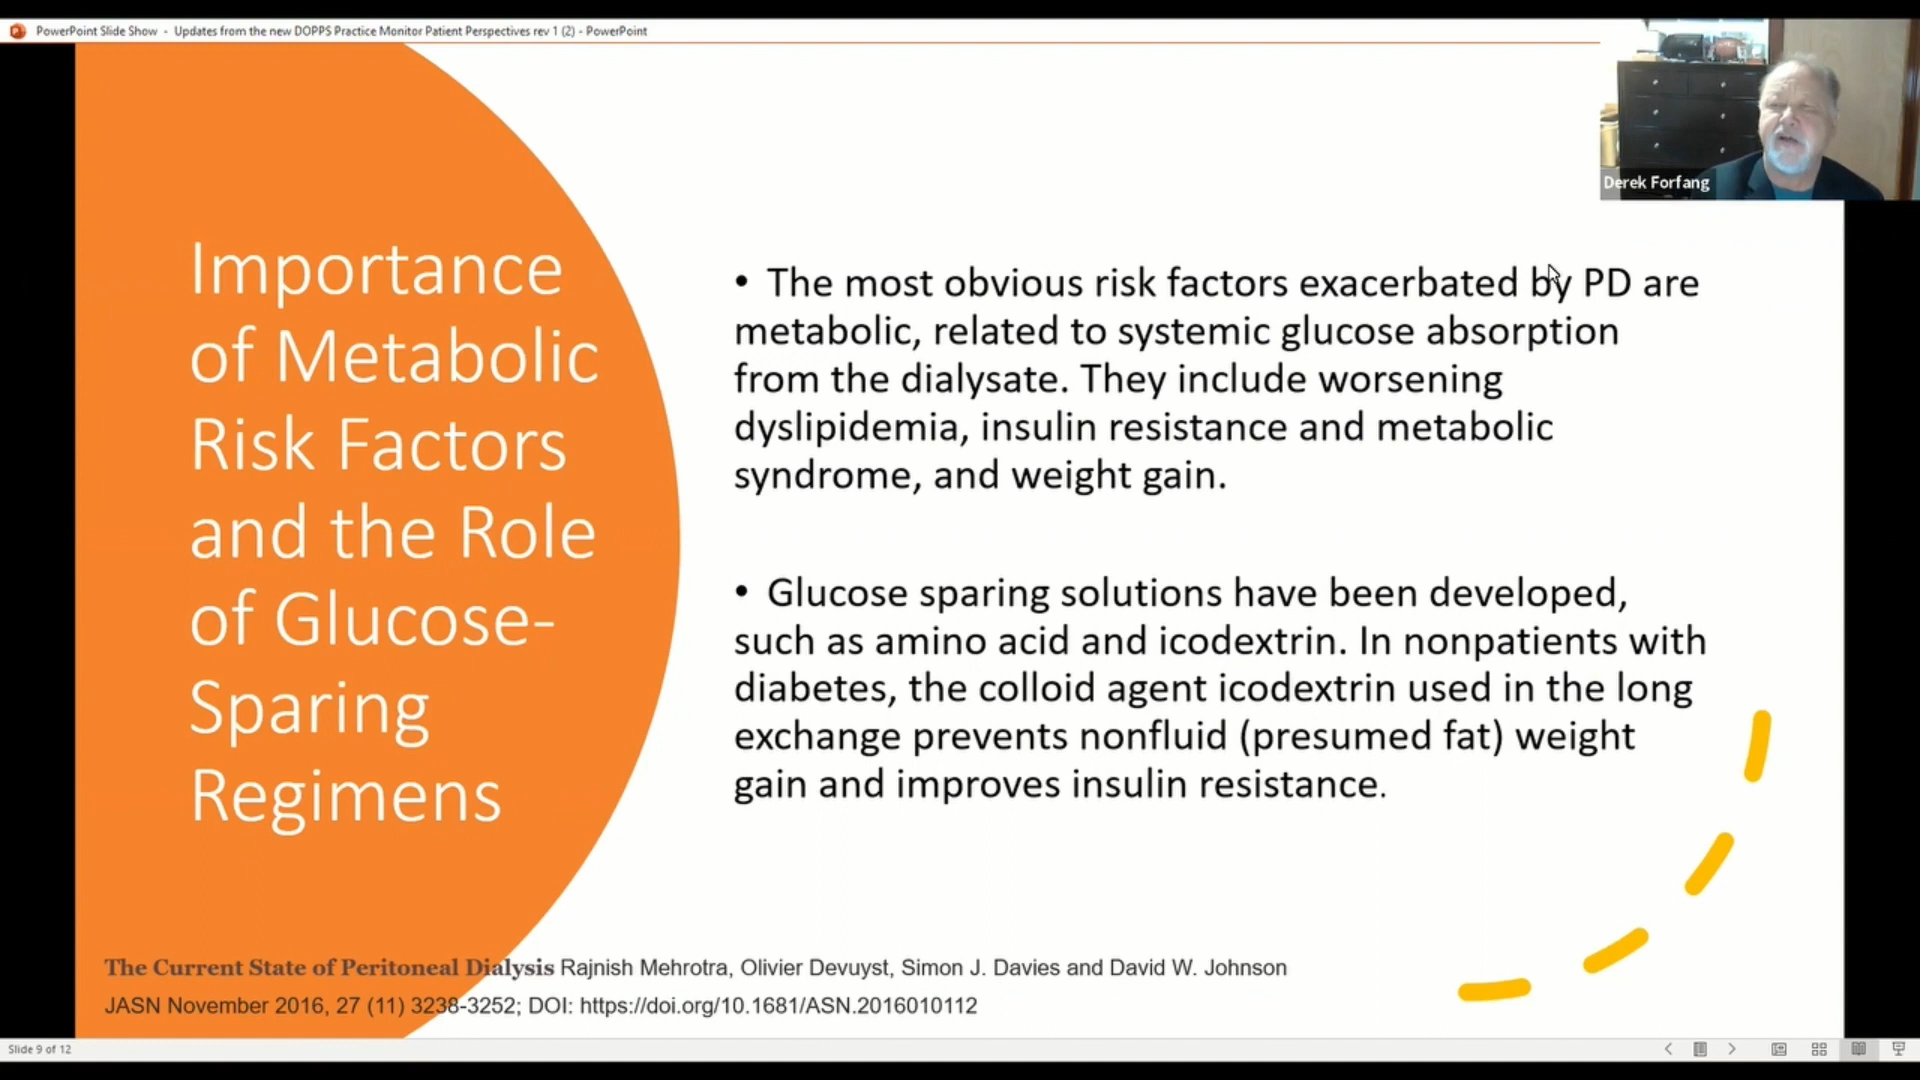 PowerPoint Slide Show - Updates from the new DOPPS Practice Monitor Patient Perspectives rev 1 (2) - PowerPoint
Derek Forfang
Importance
of Metabolic
Risk Factors
and the Role
of Glucose-
Sparing
Regimens
• The most obvious risk factors exacerbated by PD are
metabolic, related to systemic glucose absorption
from the dialysate. They include worsening
dyslipidemia, insulin resistance and metabolic
syndrome, and weight gain.
• Glucose sparing solutions have been developed,
such as amino acid and icodextrin. In nonpatients with
diabetes, the colloid agent icodextrin used in the long
exchange prevents nonfluid (presumed fat) weight
gain and improves insulin resistance.
The Current State of Peritoneal Dialysis Rajnish Mehrotra, Olivier Devuyst, Simon J. Davies and David W. Johnson
JASN November 2016, 27 (11) 3238-3252; DOI: https://doi.org/10.1681/ASN.2016010112
Slide 9 of 12